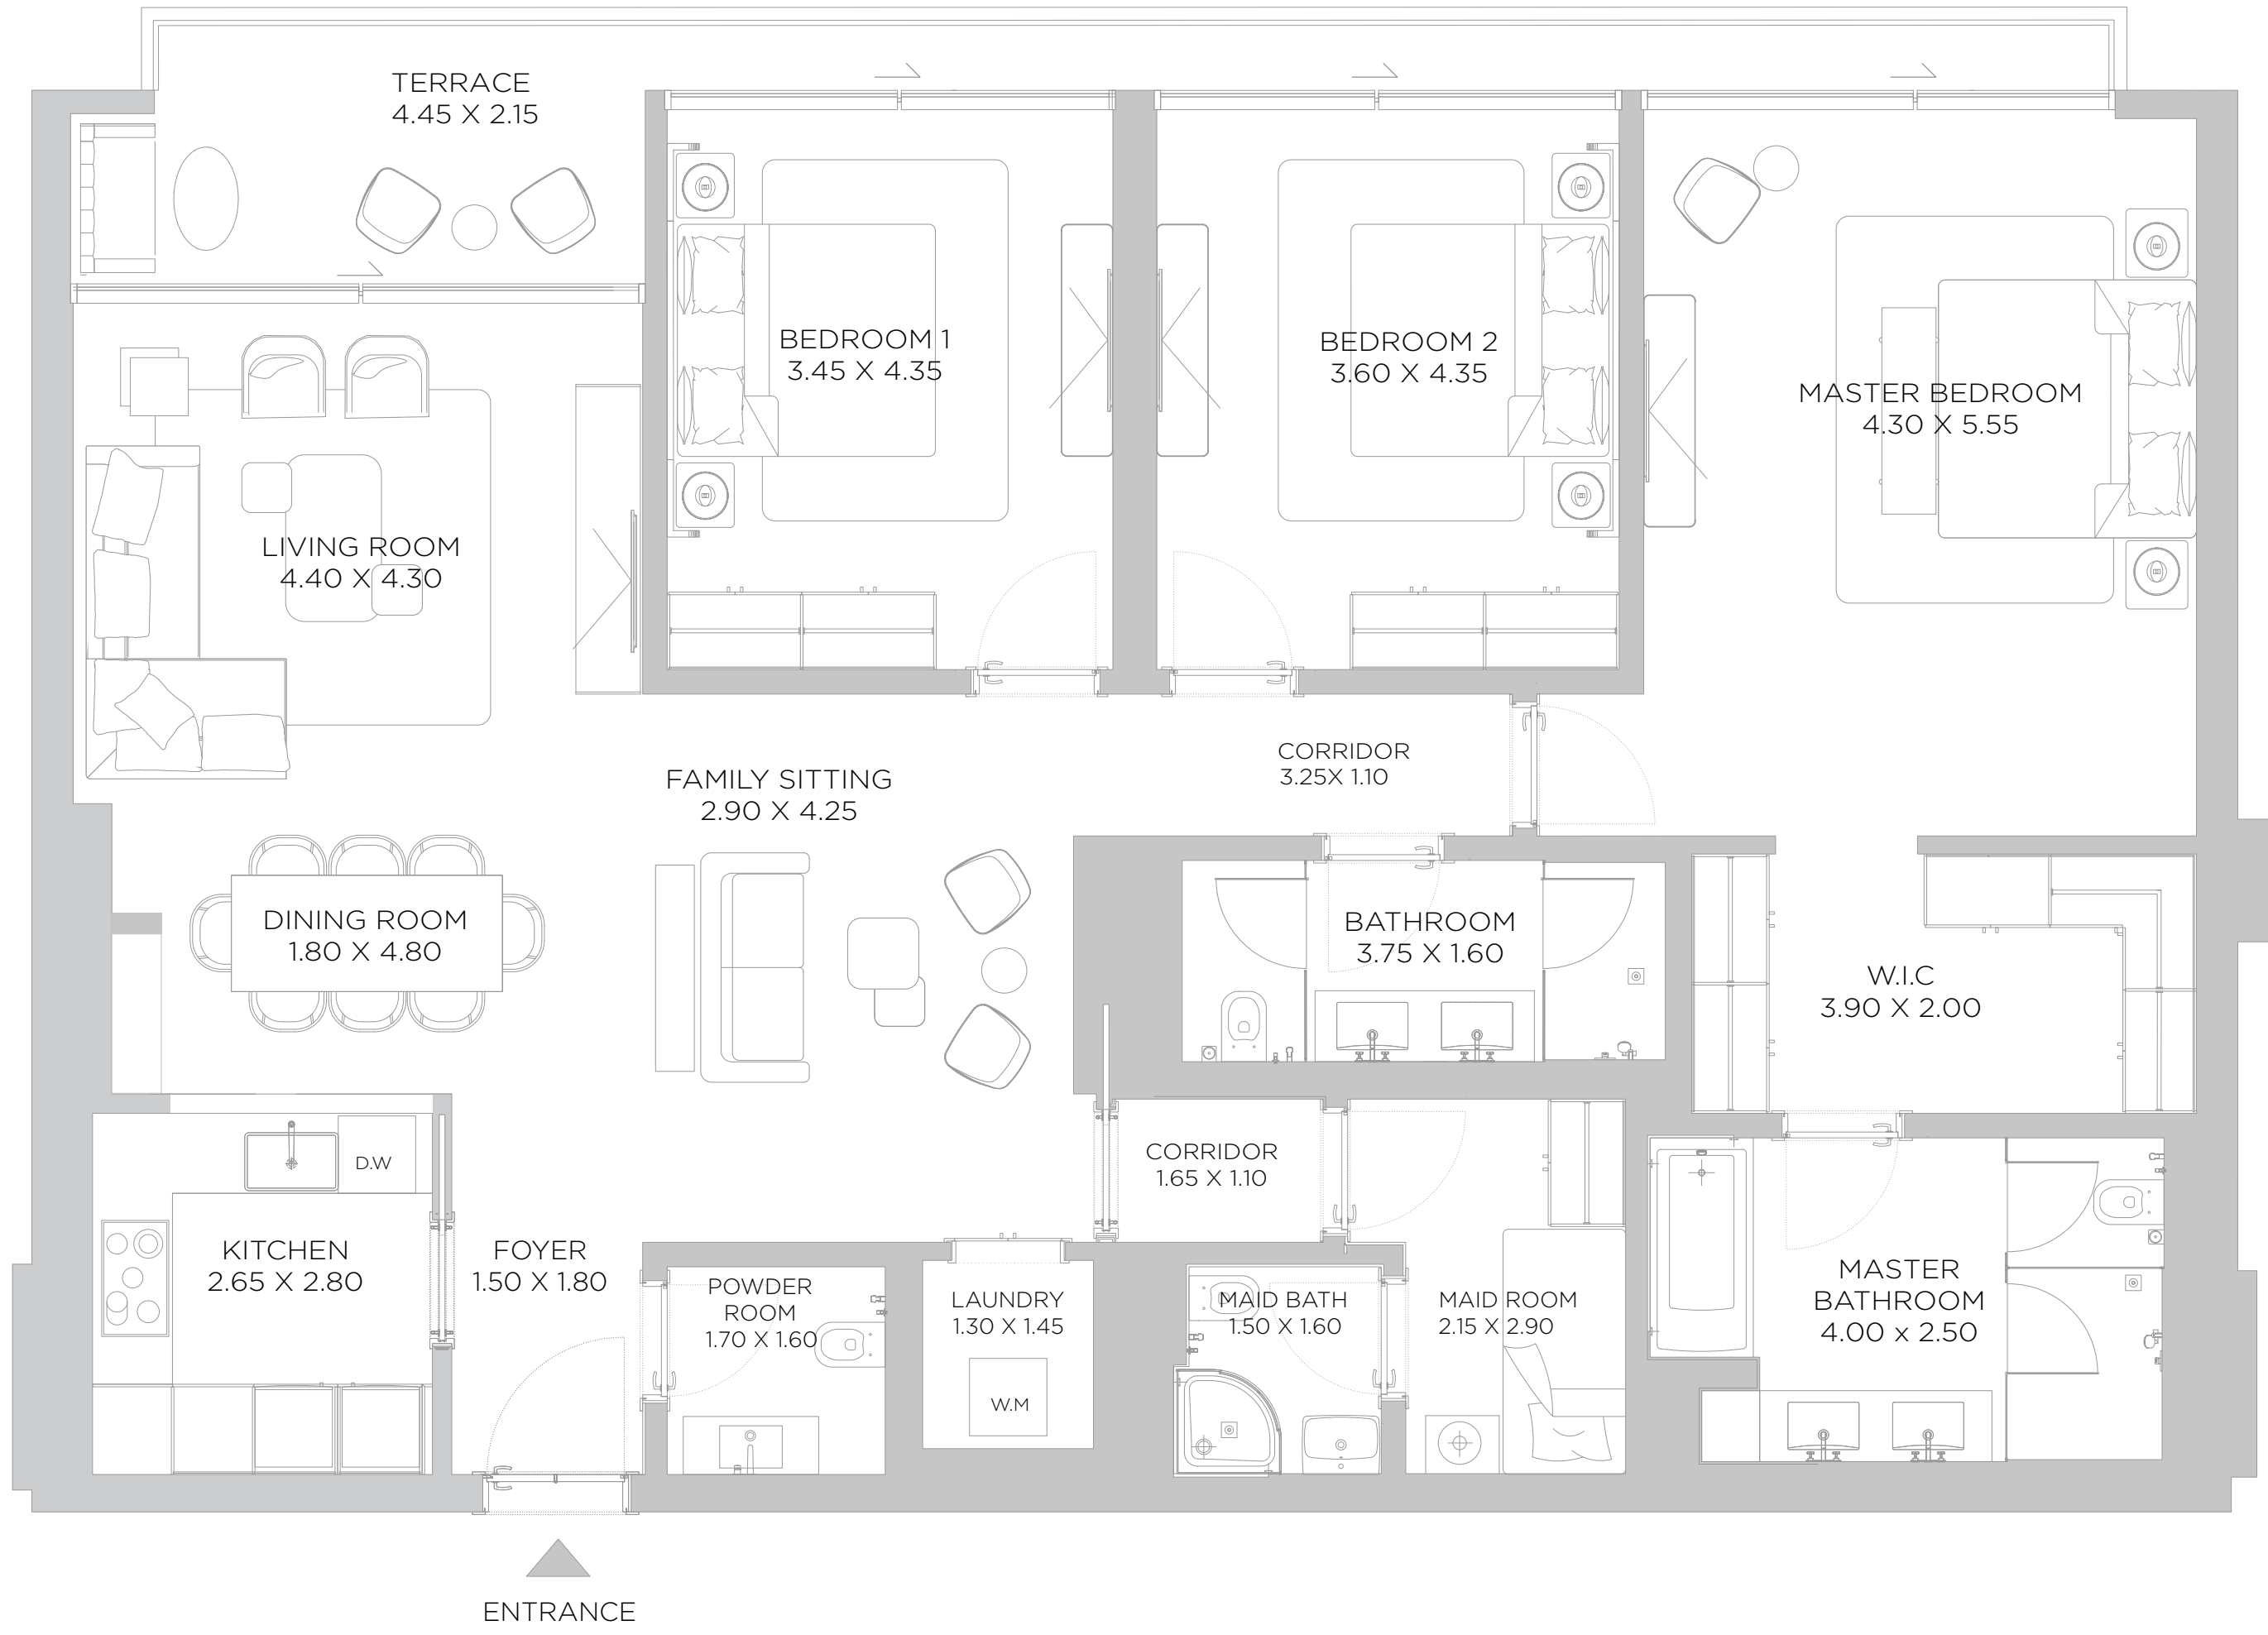 TERRACE
4.45 X 2.15
BEDROOM 1
3.45 X 4.35
BEDROOM 2
3.60 X 4.35
MASTER BEDROOM
4.30 X 5.55
LIVING ROOM
4.40 X 4.30
CORRIDOR
3.25X 1.10
FAMILY SITTING
2.90 X 4.25
DINING ROOM
1.80 X 4.80
BATHROOM
3.75 X 1.60
W.I.C
3.90 X 2.00
D.W
CORRIDOR
1.65 X 1.10
KITCHEN
2.65 X 2.80
FOYER
1.50 X 1.80
POWDER
ROOM
1.70 X 1.60
LAUNDRY
1.30 X 1.45
W.M
MAID BATH
1.50 X 1.60
MAID ROOM
2.15 X 2.90
MASTER
BATHROOM
4.00 x 2.50
ENTRANCE